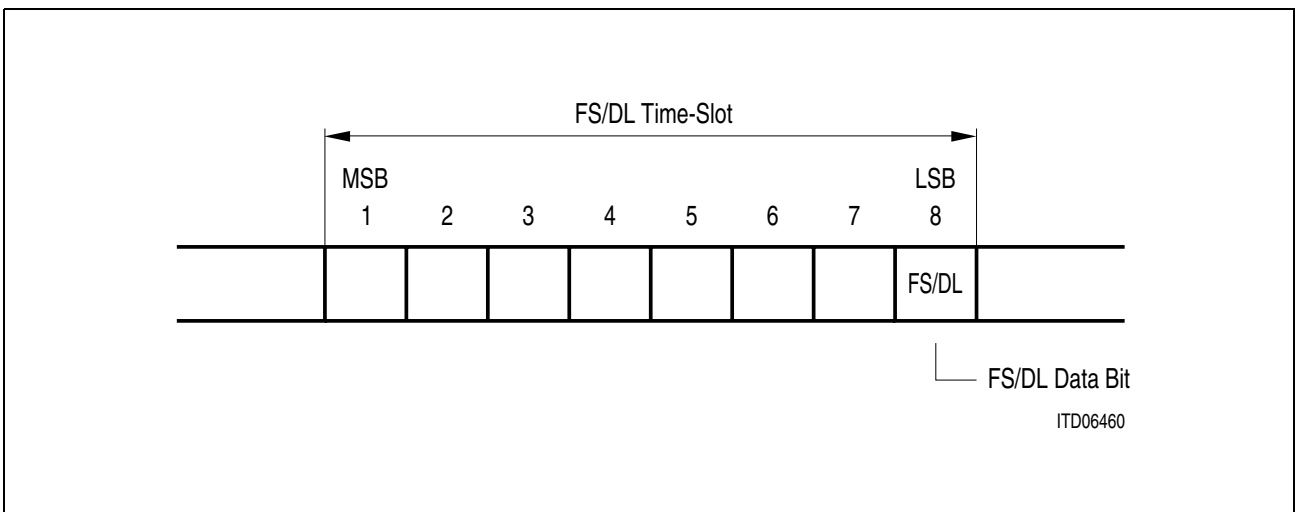 FS/DL Time-Slot
MSB LSB
1 2 3 4 5 6 7 8
FS/DL
FS/DL Data Bit
ITD06460